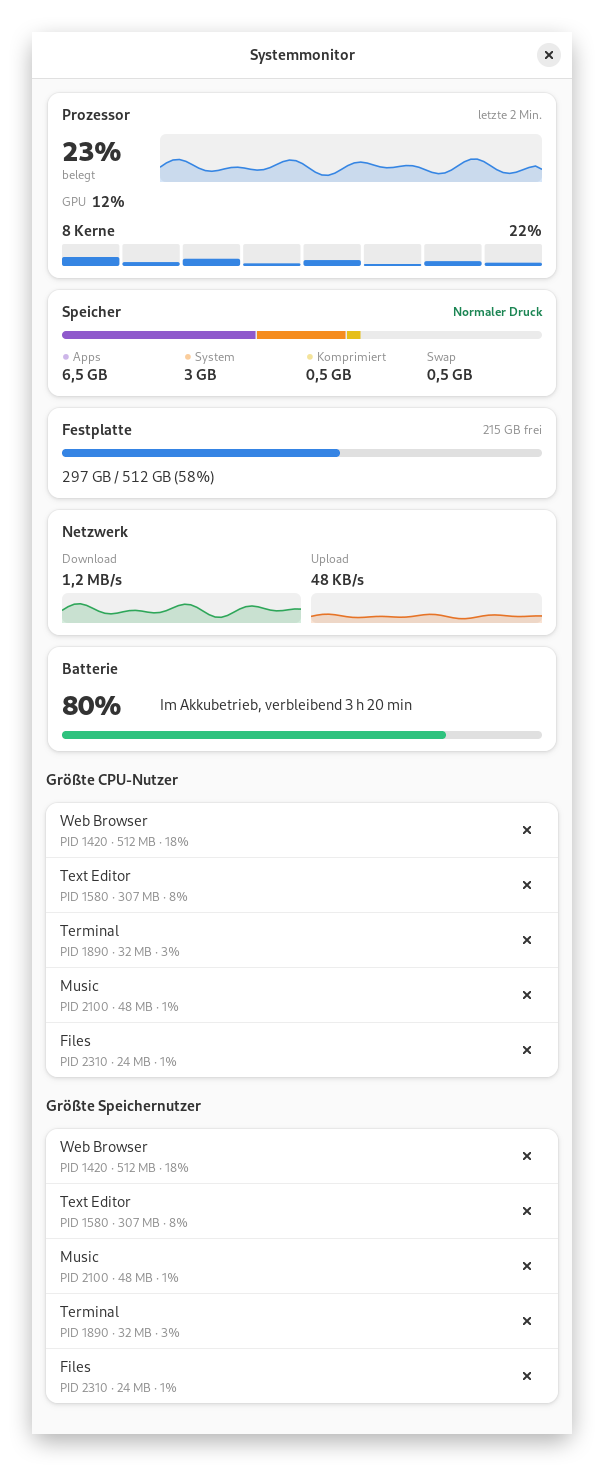 Systemmonitor
Prozessor
letzte 2 Min.
23%
belegt
GPU 12%
8 Kerne
22%
Speicher
Normaler Druck
Apps
System
Komprimiert
Swap
6,5 GB
3 GB
0,5 GB
0,5 GB
Festplatte
215 GB frei
297 GB / 512 GB (58%)
Netzwerk
Download
Upload
1,2 MB/s
48 KB/s
Batterie
80%
Im Akkubetrieb, verbleibend 3 h 20 min
Größte CPU-Nutzer
Web Browser
PID 1420 · 512 MB · 18%
Text Editor
PID 1580 · 307 MB · 8%
Terminal
PID 1890 · 32 MB · 3%
Music
PID 2100 · 48 MB · 1%
Files
PID 2310 · 24 MB · 1%
Größte Speichernutzer
Web Browser
PID 1420 · 512 MB · 18%
Text Editor
PID 1580 · 307 MB · 8%
Music
PID 2100 · 48 MB · 1%
Terminal
PID 1890 · 32 MB · 3%
Files
PID 2310 · 24 MB · 1%